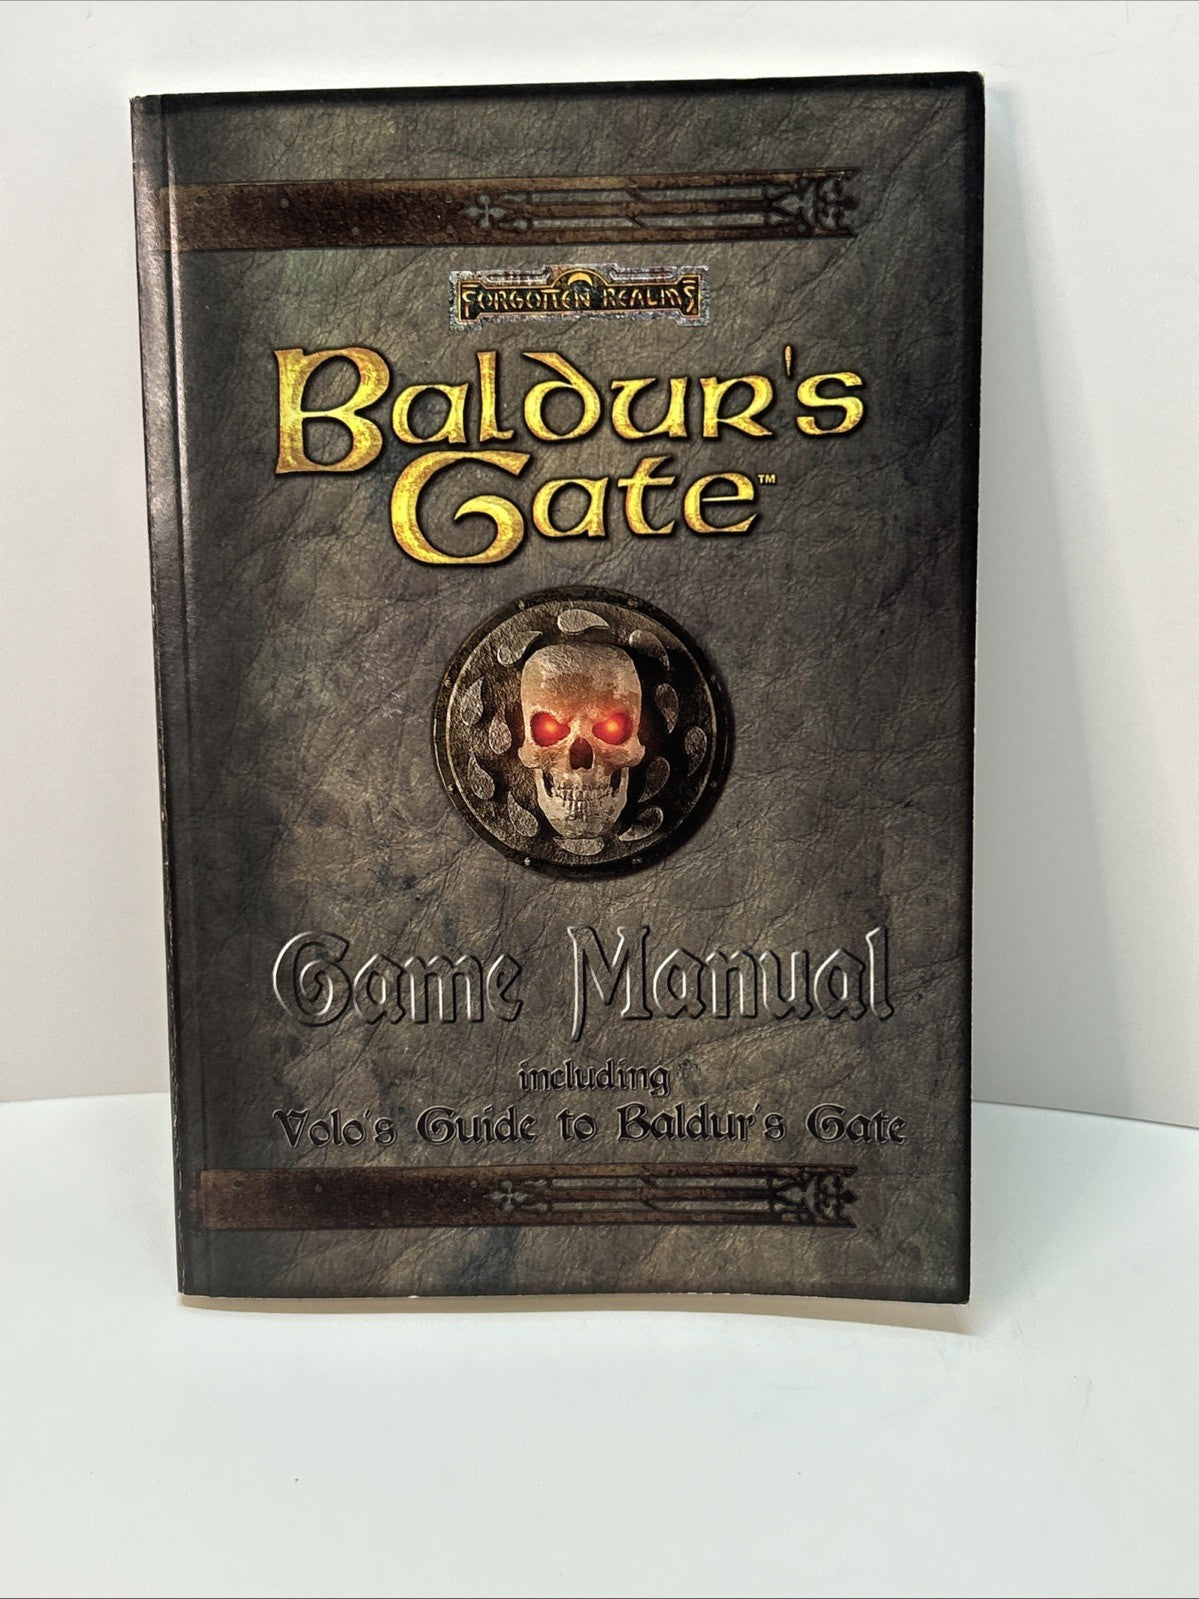 FORGOTTEN REALMS
Baldur's
Gate™
Game Manual
including
Volo's Guide to Baldur's Gate